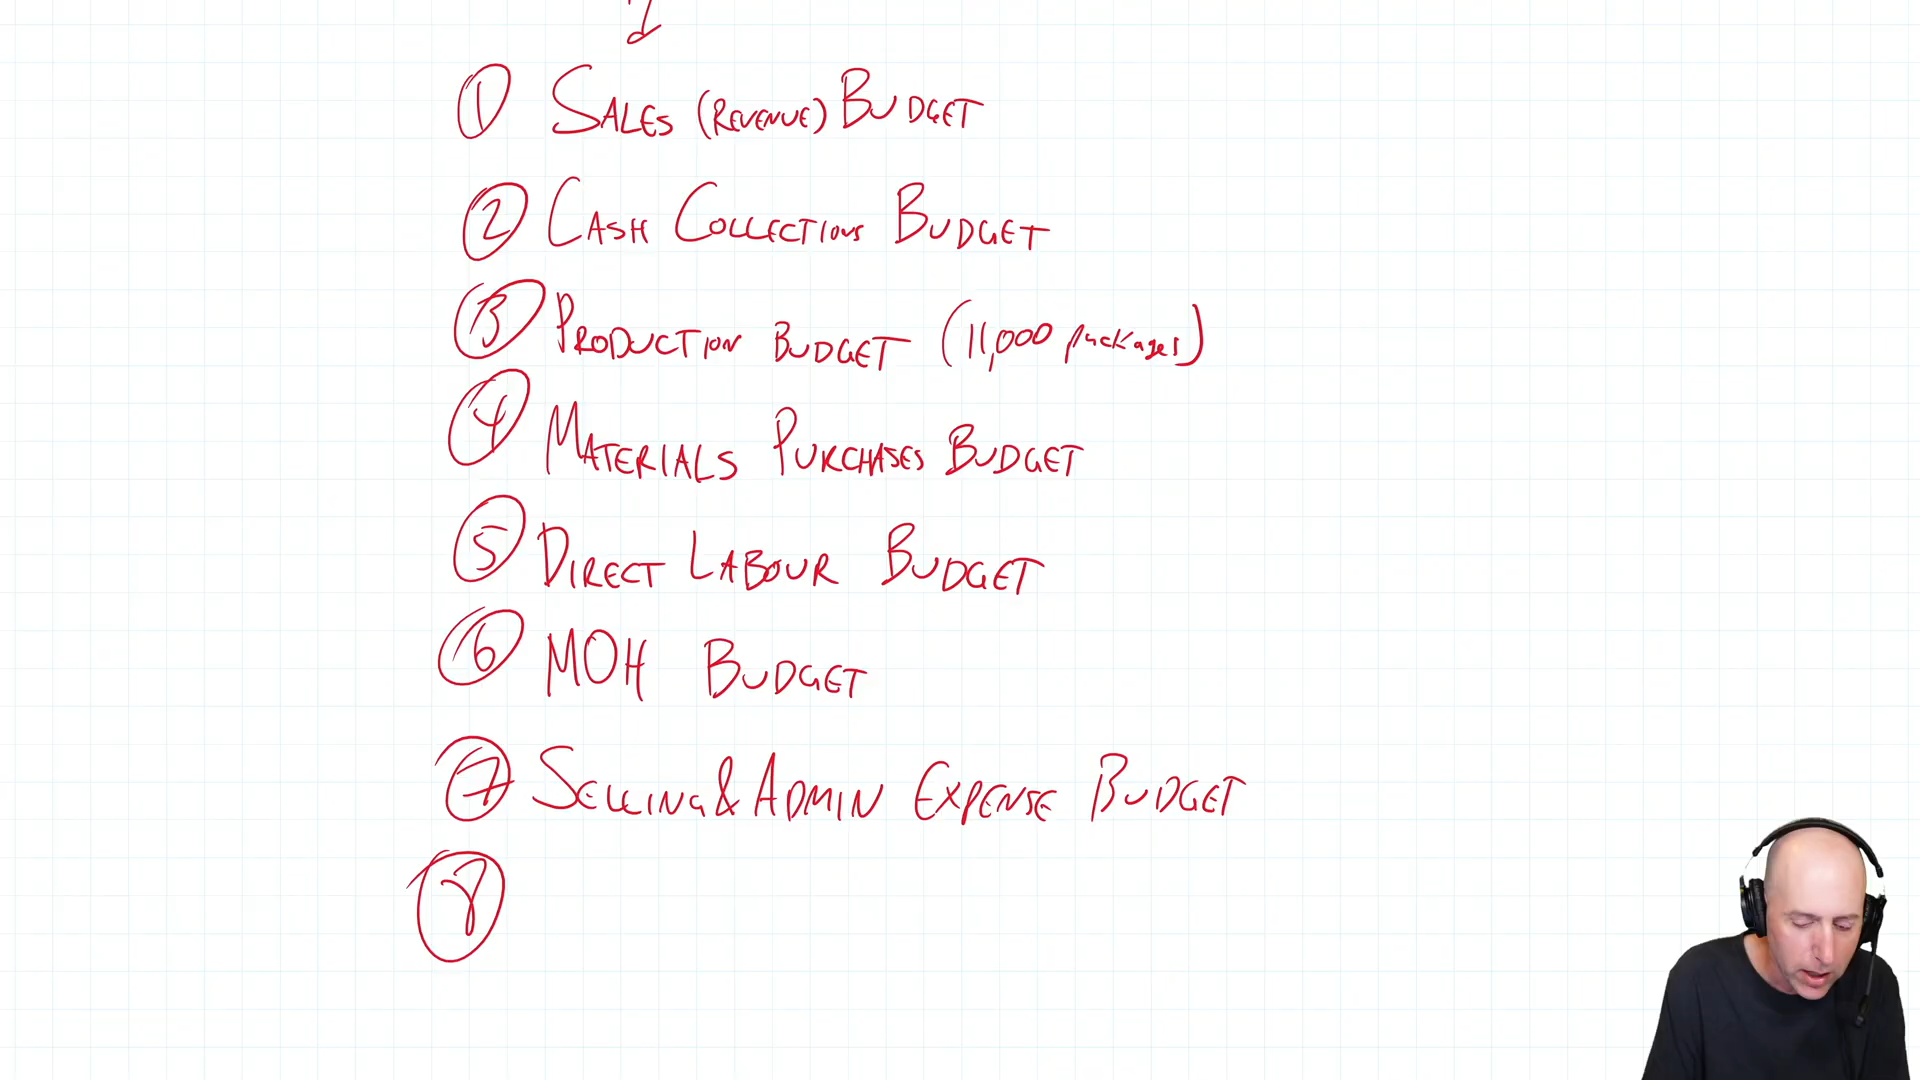 1 SALES (REVENUE) BUDGET
2 CASH COLLECTIONS BUDGET
3 PRODUCTION BUDGET (11,000 packages)
4 MATERIALS PURCHASES BUDGET
5 DIRECT LABOUR BUDGET
6 MOH BUDGET
7 SELLING & ADMIN EXPENSE BUDGET
8